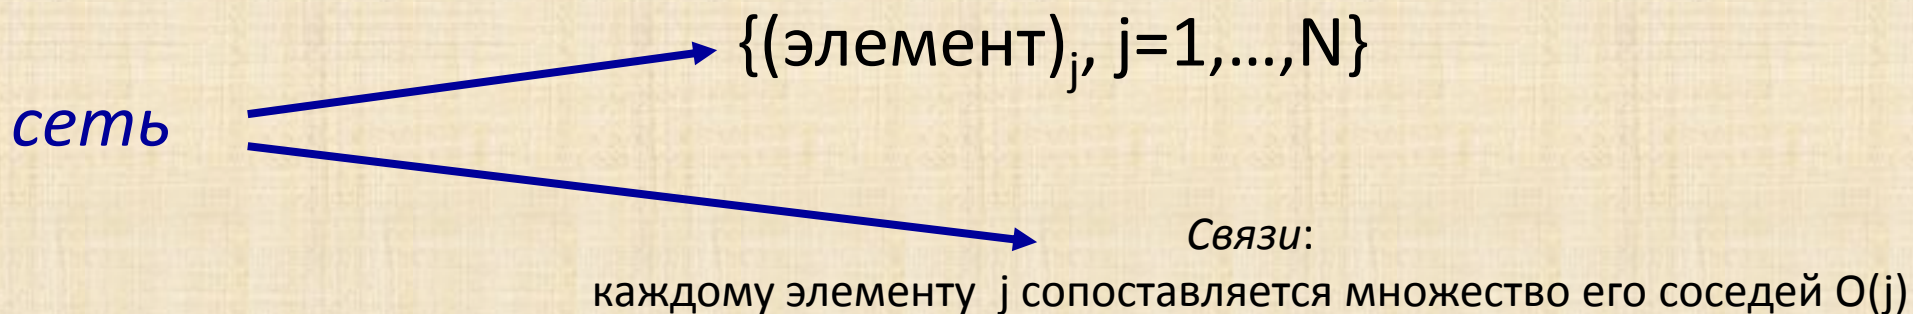 {(элемент)j, j=1,...,N}
сеть
Связи:
каждому элементу j сопоставляется множество его соседей O(j)